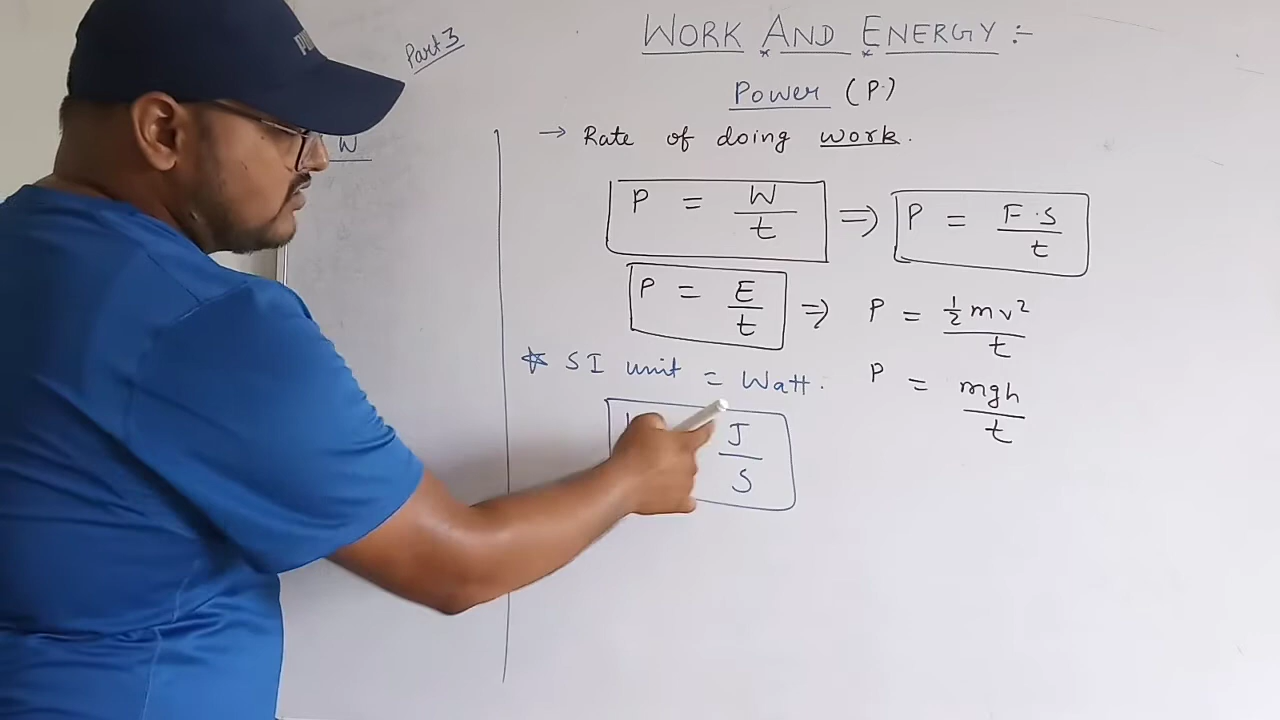 Part 3
WORK AND ENERGY :-
Power (P.)
→ Rate of doing work.
W
P = W/t ⇒ P = F.S/t
P = E/t ⇒ P = ½mv²/t
* SI unit = Watt.
P = mgh/t
J/S